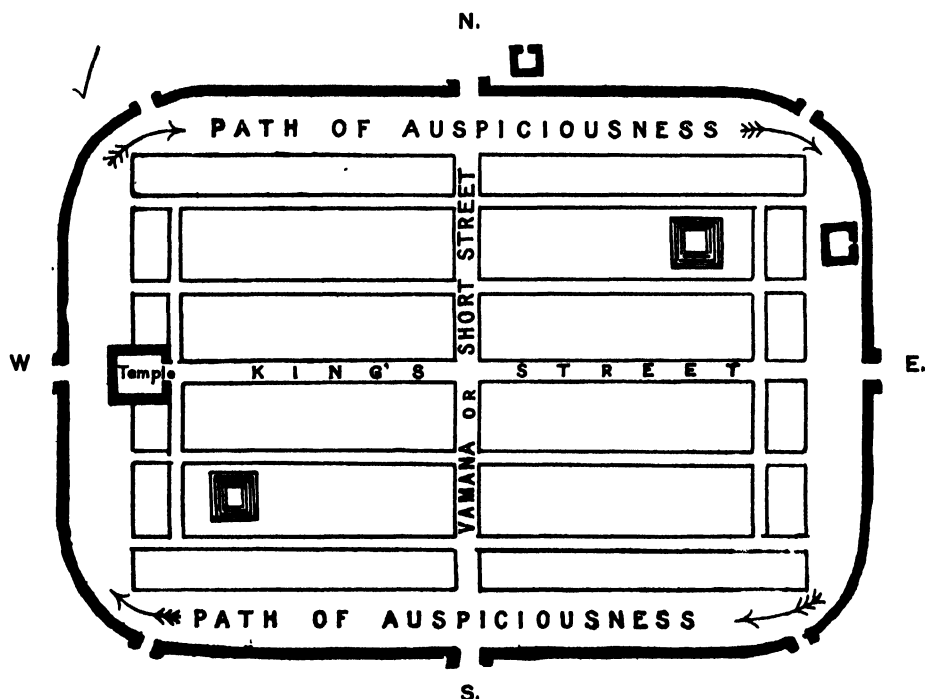 N.
PATH OF AUSPICIOUSNESS
VAMANA OR SHORT STREET
W
Temple
KING'S STREET
E.
PATH OF AUSPICIOUSNESS
S.